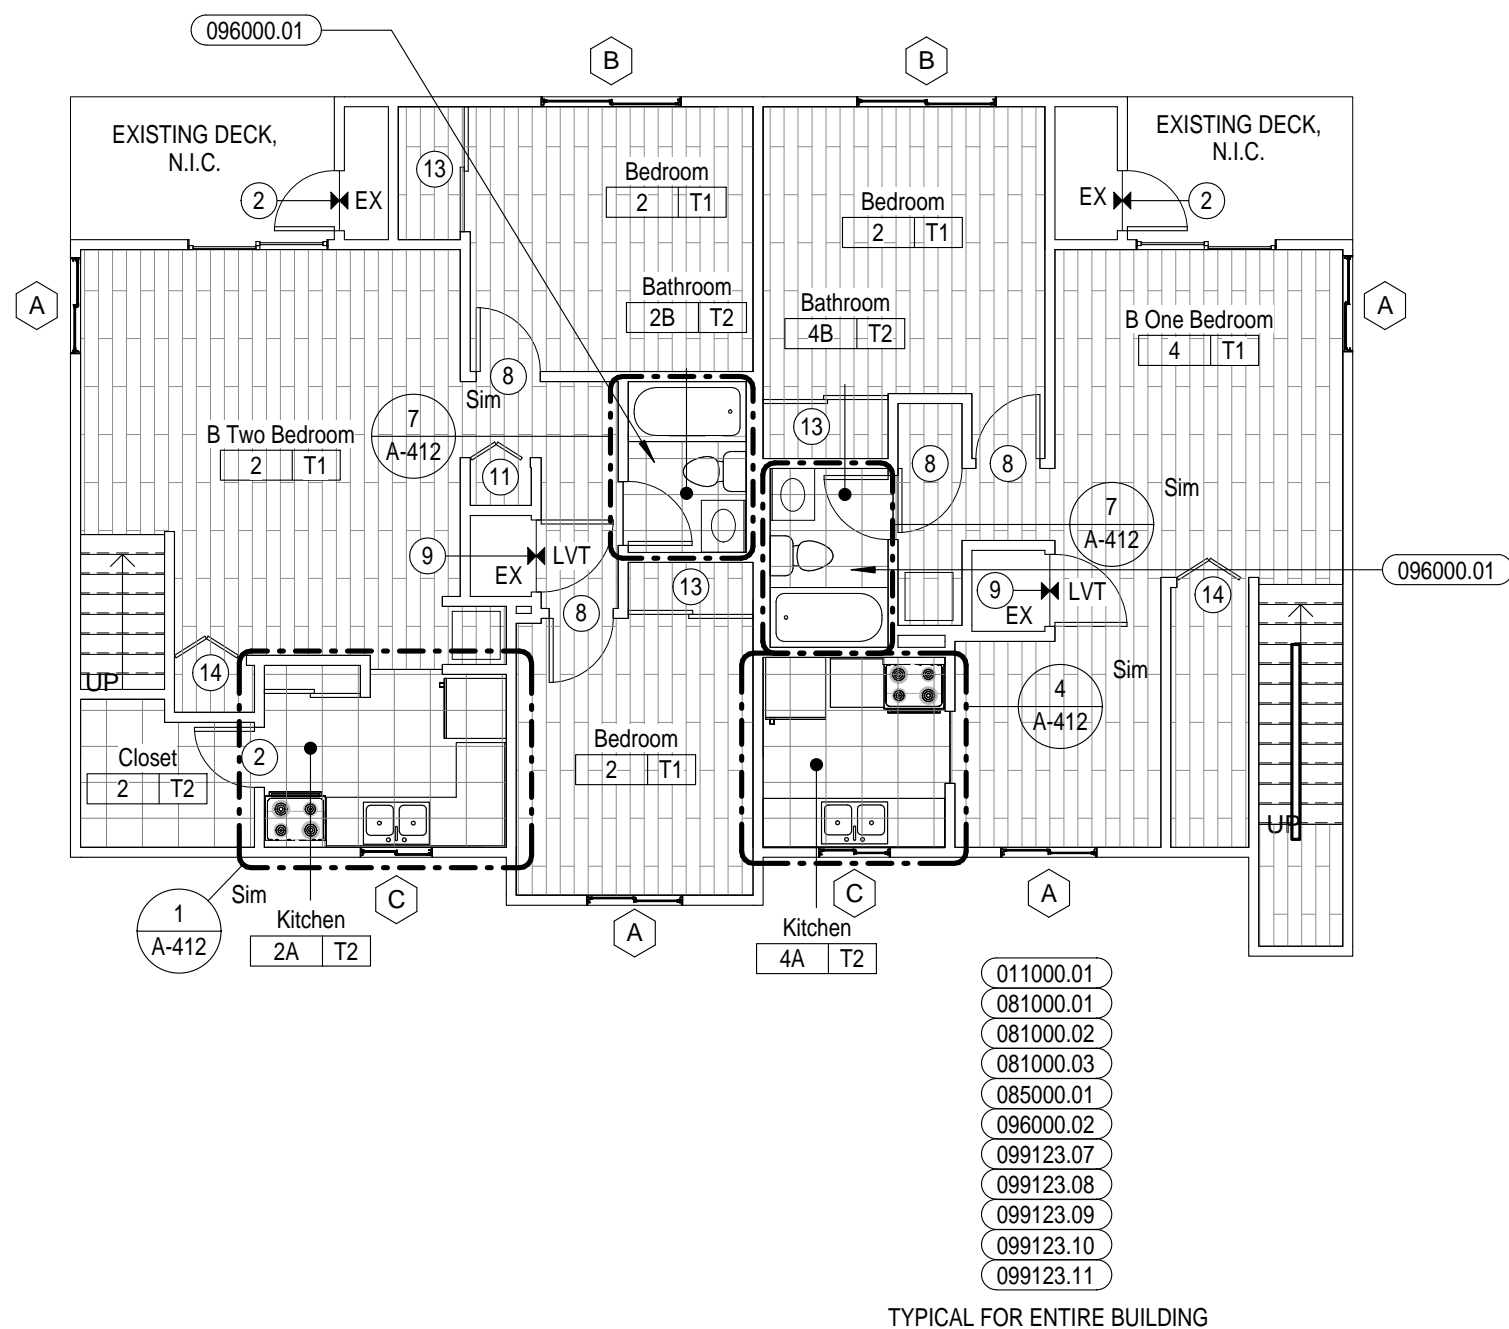 096000.01
B
B
EXISTING DECK,
N.I.C.
EXISTING DECK,
N.I.C.
13
Bedroom
2 T1
2
EX
Bedroom
2 T1
EX
2
A
Bathroom
2B T2
Bathroom
4B T2
B One Bedroom
4 T1
A
8
Sim
7
A-412
B Two Bedroom
2 T1
13
11
8
8
Sim
7
A-412
9
EX
LVT
13
096000.01
8
9
EX
LVT
14
UP
14
Sim
4
A-412
Closet
2 T2
2
Bedroom
2 T1
UP
1
A-412
Sim
C
Kitchen
2A T2
A
C
Kitchen
4A T2
A
011000.01
081000.01
081000.02
081000.03
085000.01
096000.02
099123.07
099123.08
099123.09
099123.10
099123.11
TYPICAL FOR ENTIRE BUILDING